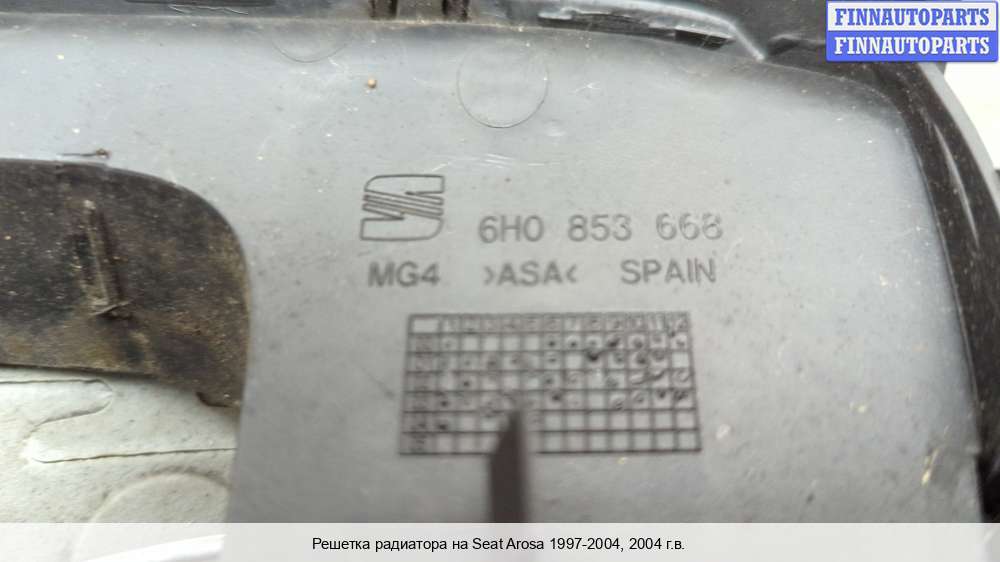 FINNAUTOPARTS
FINNAUTOPARTS
6H0 853 668
MG4 >ASA< SPAIN
Решетка радиатора на Seat Arosa 1997-2004, 2004 г.в.